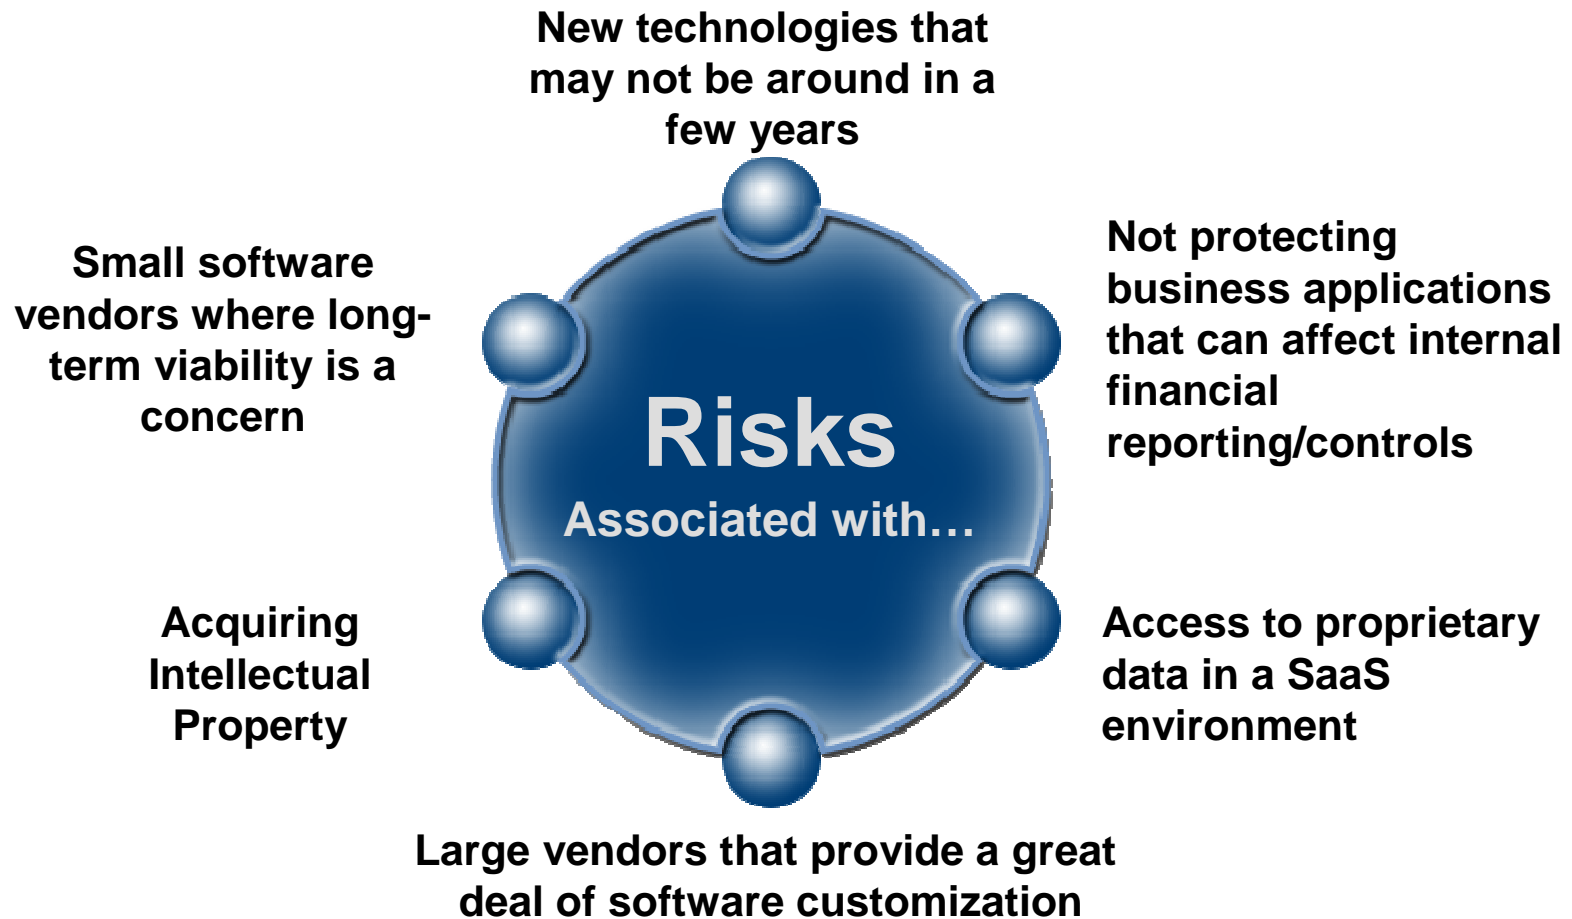 New technologies that
may not be around in a
few years
Small software
vendors where long-
term viability is a
concern
Not protecting
business applications
that can affect internal
financial
reporting/controls
Risks
Associated with…
Acquiring
Intellectual
Property
Access to proprietary
data in a SaaS
environment
Large vendors that provide a great
deal of software customization